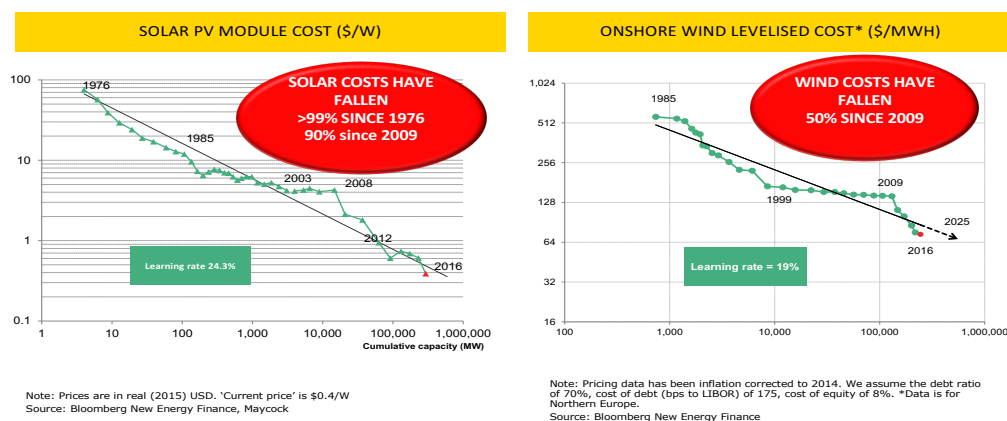 SOLAR PV MODULE COST ($/W)
100
10
1
0.1
1976
1985
2003
2008
2012
2016
SOLAR COSTS HAVE
FALLEN
>99% SINCE 1976
90% since 2009
Learning rate 24.3%
1
10
100
1,000
10,000
100,000
1,000,000
Cumulative capacity (MW)
Note: Prices are in real (2015) USD. ‘Current price’ is $0.4/W
Source: Bloomberg New Energy Finance, Maycock
ONSHORE WIND LEVELISED COST* ($/MWH)
1,024
512
256
128
64
32
16
1985
1999
2009
2025
2016
WIND COSTS HAVE
FALLEN
50% SINCE 2009
Learning rate = 19%
100
1,000
10,000
100,000
1,000,000
Note: Pricing data has been inflation corrected to 2014. We assume the debt ratio
of 70%, cost of debt (bps to LIBOR) of 175, cost of equity of 8%. *Data is for
Northern Europe.
Source: Bloomberg New Energy Finance